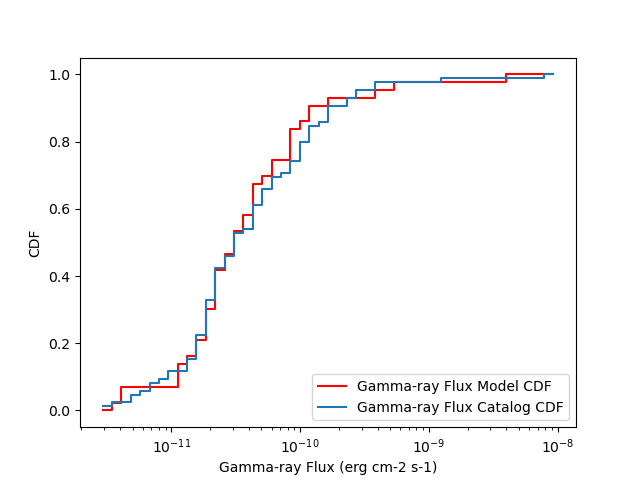 1.0
0.8
0.6
0.4
0.2
0.0
CDF
10⁻¹¹ 10⁻¹⁰ 10⁻⁹ 10⁻⁸
Gamma-ray Flux (erg cm-2 s-1)
Gamma-ray Flux Model CDF
Gamma-ray Flux Catalog CDF